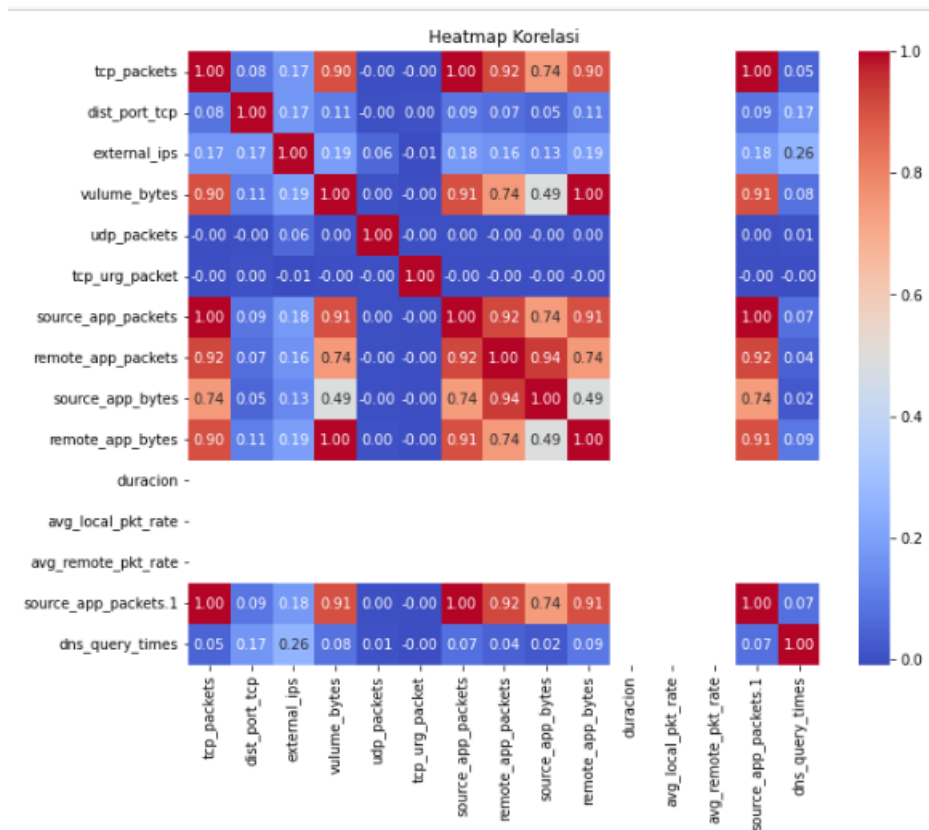 Heatmap Korelasi
tcp_packets 1.00 0.08 0.17 0.90 -0.00 -0.00 1.00 0.92 0.74 0.90 1.00 0.05
dist_port_tcp 0.08 1.00 0.17 0.11 -0.00 0.00 0.09 0.07 0.05 0.11 0.09 0.17
external_ips 0.17 0.17 1.00 0.19 0.06 -0.01 0.18 0.16 0.13 0.19 0.18 0.26
vulume_bytes 0.90 0.11 0.19 1.00 0.00 -0.00 0.91 0.74 0.49 1.00 0.91 0.08
udp_packets -0.00 -0.00 0.06 0.00 1.00 -0.00 0.00 -0.00 -0.00 0.00 0.00 0.01
tcp_urg_packet -0.00 0.00 -0.01 -0.00 -0.00 1.00 -0.00 -0.00 -0.00 -0.00 -0.00 -0.00
source_app_packets 1.00 0.09 0.18 0.91 0.00 -0.00 1.00 0.92 0.74 0.91 1.00 0.07
remote_app_packets 0.92 0.07 0.16 0.74 -0.00 -0.00 0.92 1.00 0.94 0.74 0.92 0.04
source_app_bytes 0.74 0.05 0.13 0.49 -0.00 -0.00 0.74 0.94 1.00 0.49 0.74 0.02
remote_app_bytes 0.90 0.11 0.19 1.00 0.00 -0.00 0.91 0.74 0.49 1.00 0.91 0.09
duracion
avg_local_pkt_rate
avg_remote_pkt_rate
source_app_packets.1 1.00 0.09 0.18 0.91 0.00 -0.00 1.00 0.92 0.74 0.91 1.00 0.07
dns_query_times 0.05 0.17 0.26 0.08 0.01 -0.00 0.07 0.04 0.02 0.09 0.07 1.00
tcp_packets
dist_port_tcp
external_ips
vulume_bytes
udp_packets
tcp_urg_packet
source_app_packets
remote_app_packets
source_app_bytes
remote_app_bytes
duracion
avg_local_pkt_rate
avg_remote_pkt_rate
source_app_packets.1
dns_query_times
1.0
0.8
0.6
0.4
0.2
0.0